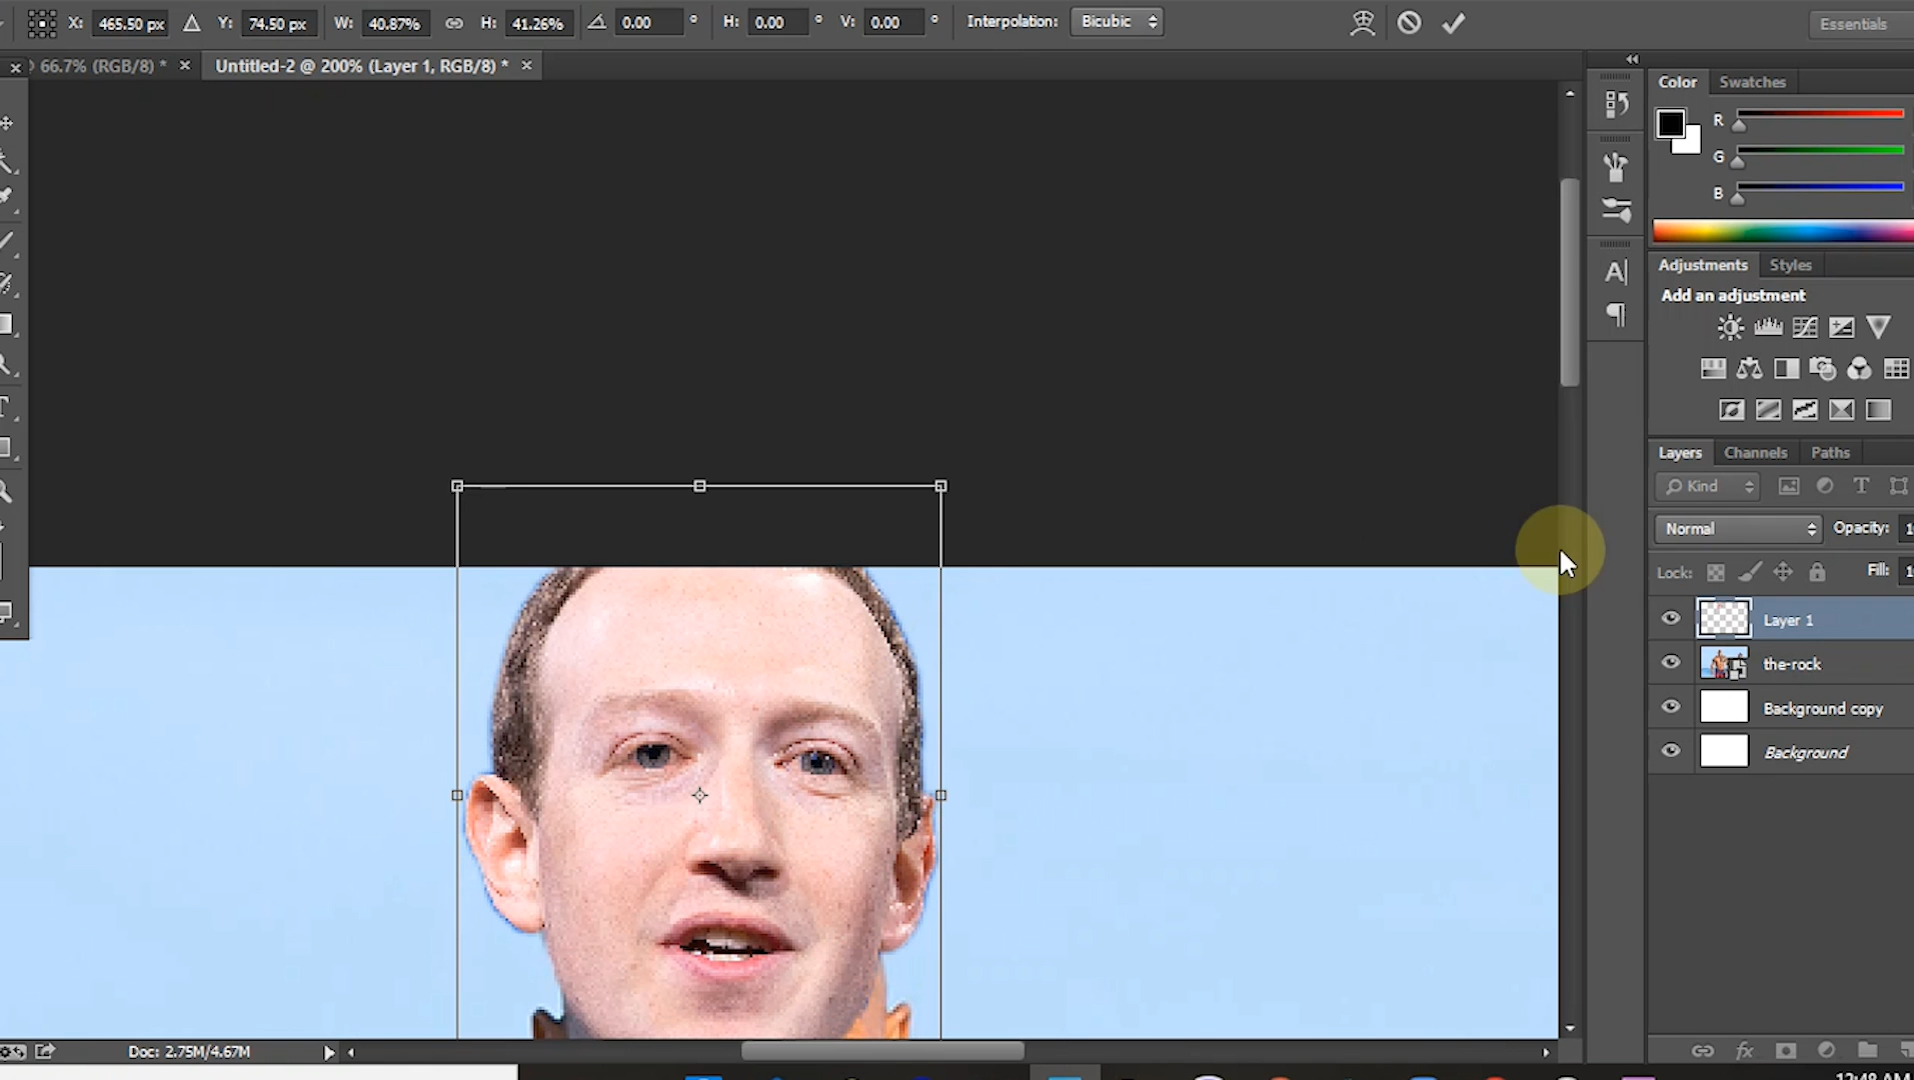 X: 465.50 px Y: 74.50 px W: 40.87% H: 41.26% 0.00 ° H: 0.00 ° V: 0.00 ° Interpolation: Bicubic Essentials
66.7% (RGB/8) * × Untitled-2 @ 200% (Layer 1, RGB/8) * ×
Color Swatches
R
G
B
Adjustments Styles
Add an adjustment
Layers Channels Paths
Kind
Normal Opacity:
Lock: Fill:
Layer 1
the-rock
Background copy
Background
Doc: 2.75M/4.67M